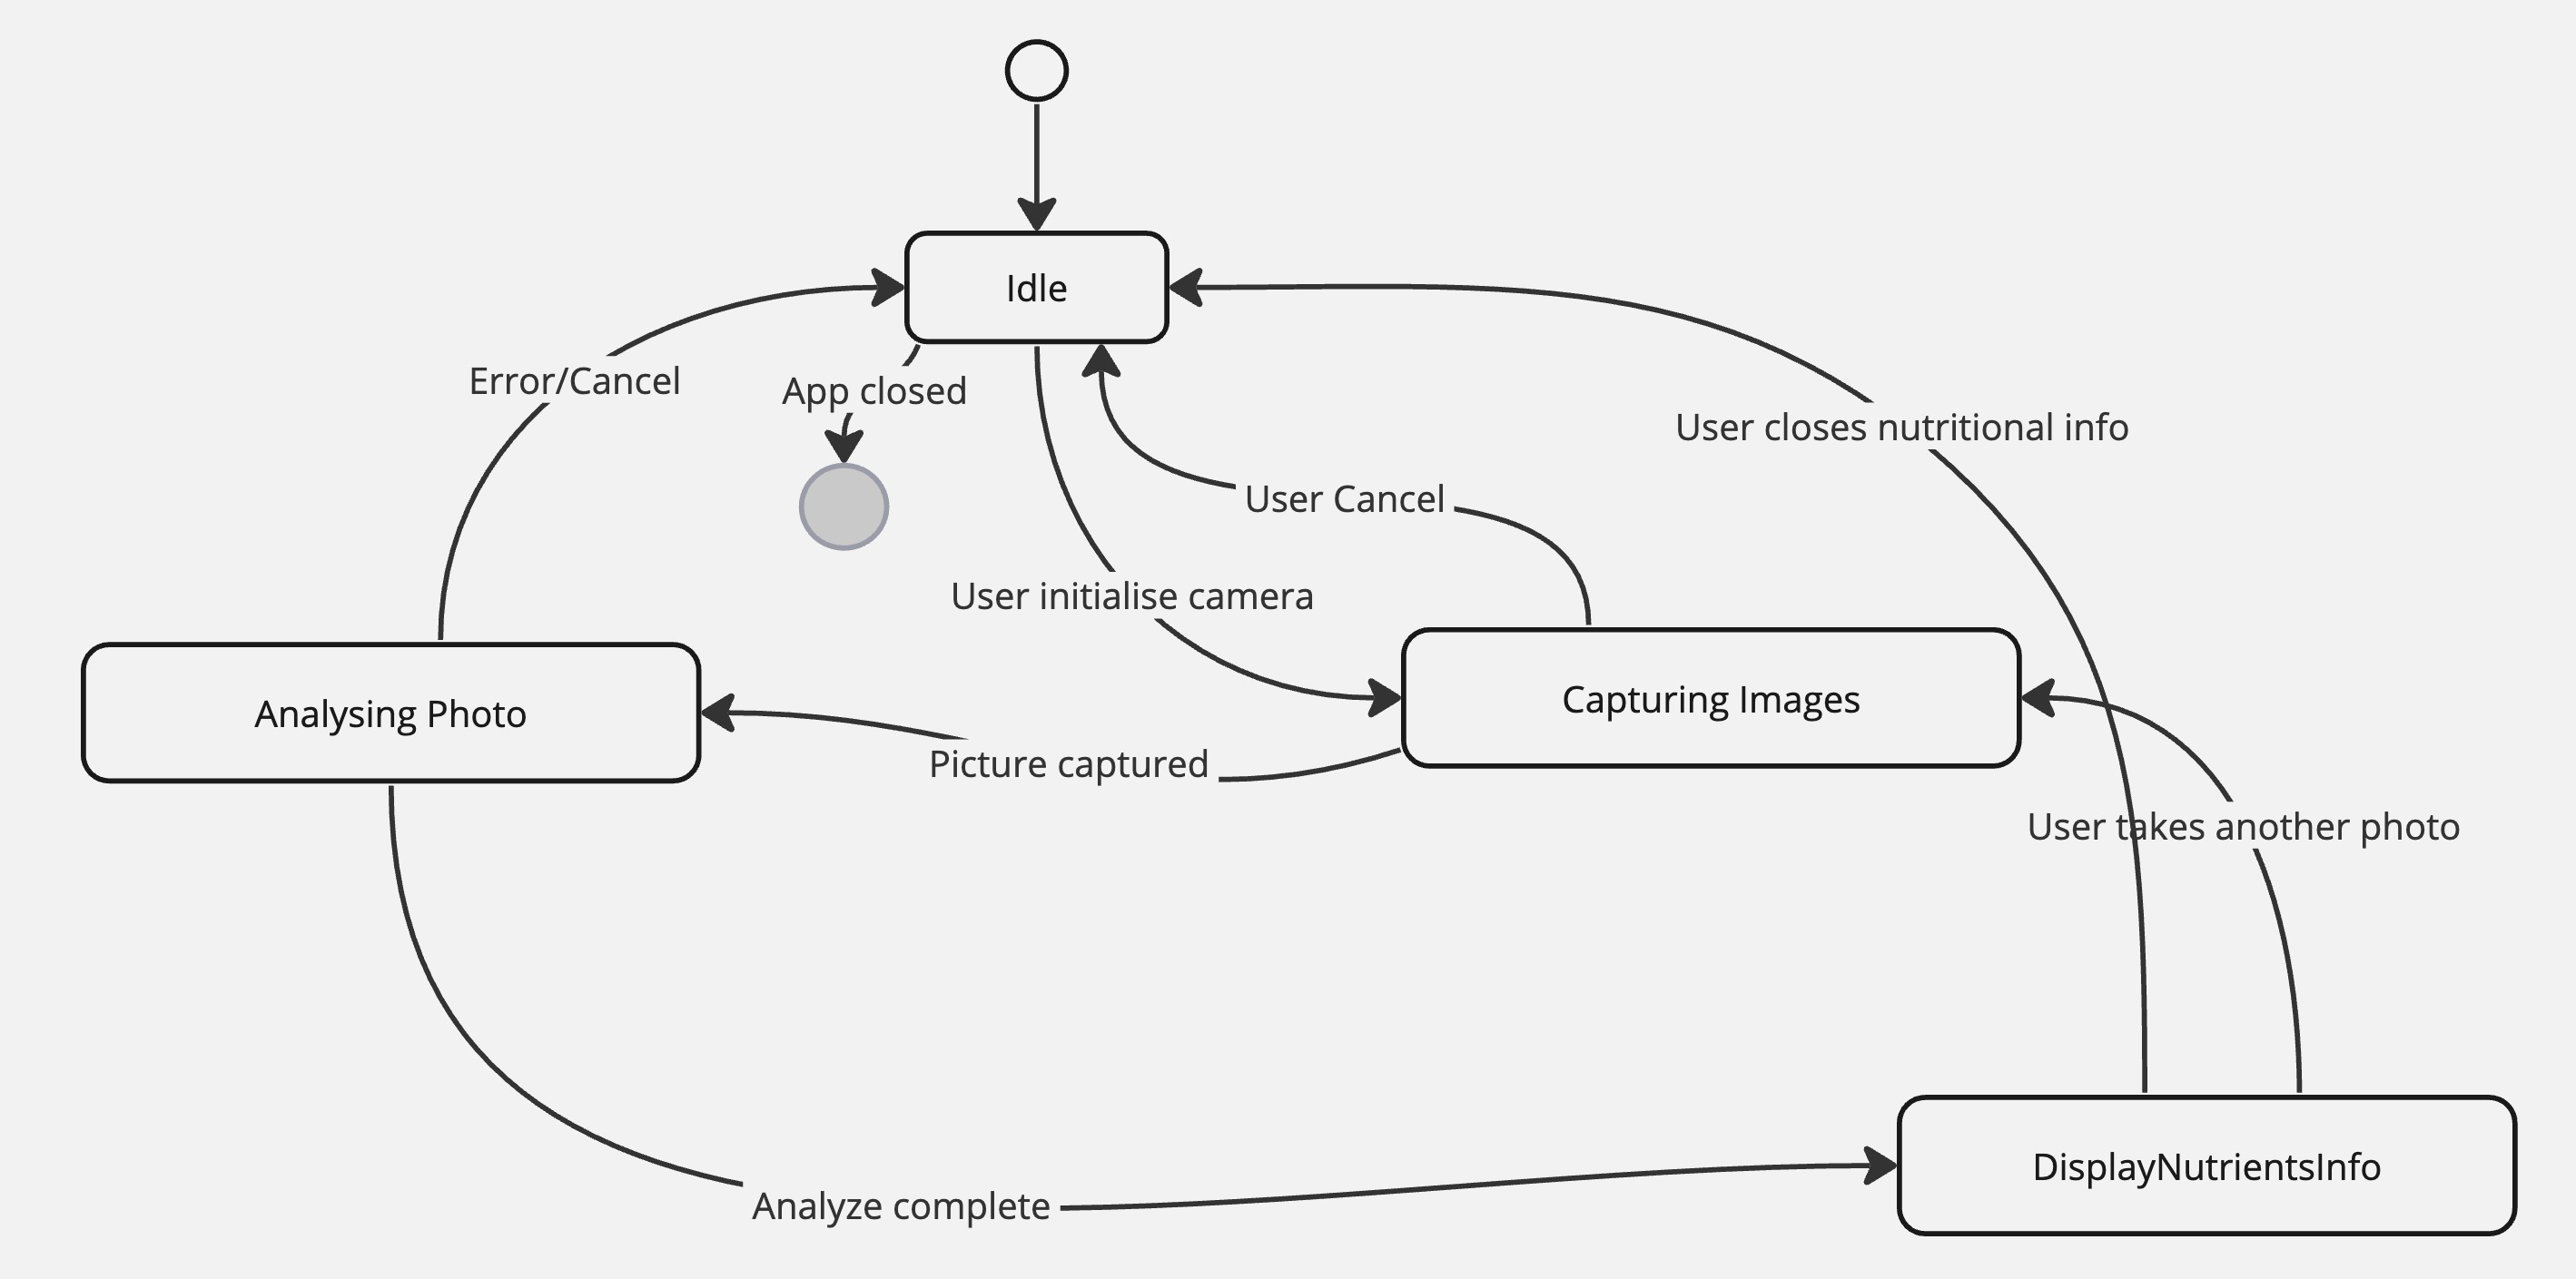 Idle
Error/Cancel
App closed
User closes nutritional info
User Cancel
User initialise camera
Analysing Photo
Capturing Images
Picture captured
User takes another photo
DisplayNutrientsInfo
Analyze complete